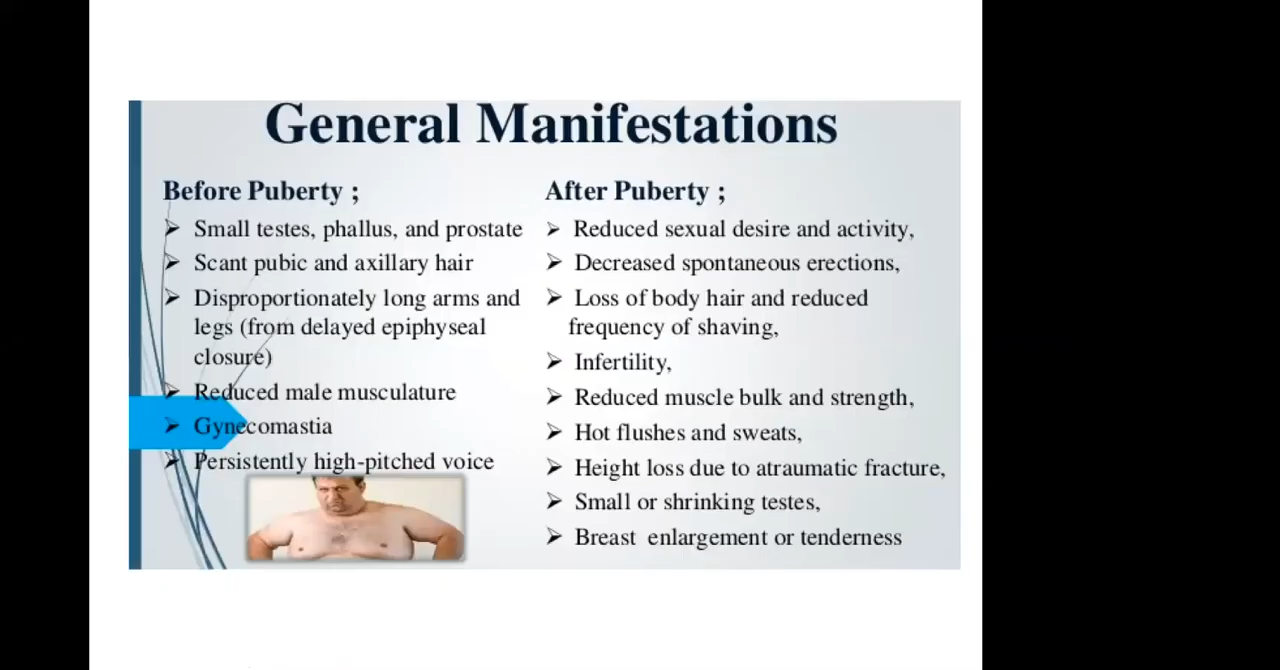 General Manifestations
Before Puberty ;
Small testes, phallus, and prostate
Scant pubic and axillary hair
Disproportionately long arms and
legs (from delayed epiphyseal
closure)
Reduced male musculature
Gynecomastia
Persistently high-pitched voice
After Puberty ;
Reduced sexual desire and activity,
Decreased spontaneous erections,
Loss of body hair and reduced
frequency of shaving,
Infertility,
Reduced muscle bulk and strength,
Hot flushes and sweats,
Height loss due to atraumatic fracture,
Small or shrinking testes,
Breast enlargement or tenderness